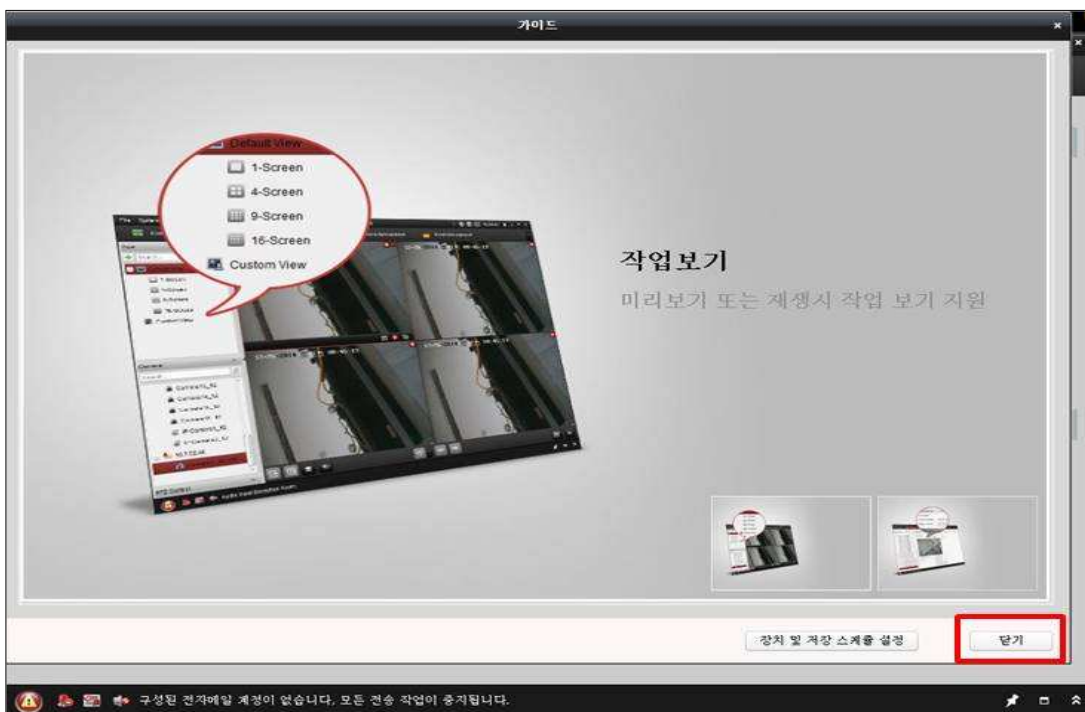 가이드
Default View
1-Screen
4-Screen
9-Screen
16-Screen
Custom View
작업보기
미리보기 또는 재생시 작업 보기 지원
장치 및 저장 스케줄 설정
닫기
구성된 전자메일 계정이 없습니다, 모든 전송 작업이 중지됩니다.